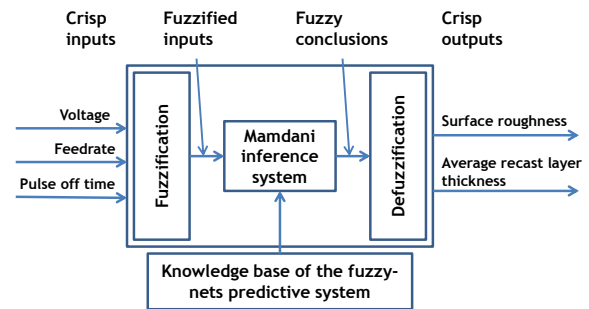 Crisp
inputs
Fuzzified
inputs
Fuzzy
conclusions
Crisp
outputs
Voltage
Feedrate
Pulse off time
Fuzzification
Mamdani
inference
system
Defuzzification
Surface roughness
Average recast layer
thickness
Knowledge base of the fuzzy-
nets predictive system